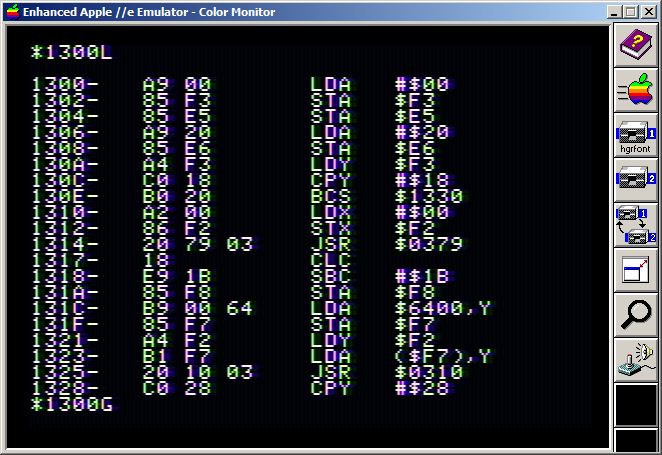 Enhanced Apple //e Emulator - Color Monitor
*1300L
1300- A9 00 LDA #$00
1302- 85 F3 STA $F3
1304- 85 E5 STA $E5
1306- A9 20 LDA #$20
1308- 85 E6 STA $E6
130A- A4 F3 LDY $F3
130C- C0 18 CPY #$18
130E- B0 20 BCS $1330
1310- A2 00 LDX #$00
1312- 86 F2 STX $F2
1314- 20 79 03 JSR $0379
1317- 18 CLC
1318- E9 1B SBC #$1B
131A- 85 F8 STA $F8
131C- B9 00 64 LDA $6400,Y
131F- 85 F7 STA $F7
1321- A4 F2 LDY $F2
1323- B1 F7 LDA ($F7),Y
1325- 20 10 03 JSR $0310
1328- C0 28 CPY #$28
*1300G
?
1
hgrfont
2
1
2